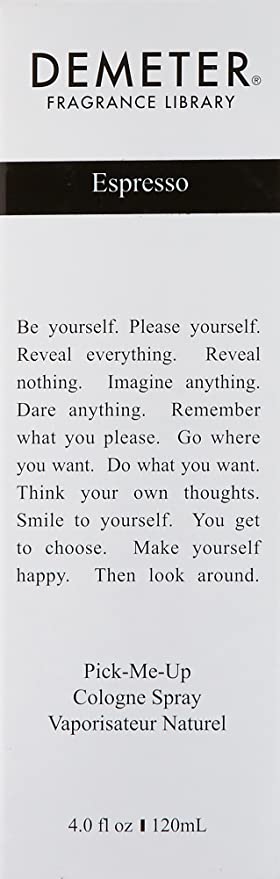 DEMETER®
FRAGRANCE LIBRARY
Espresso
Be yourself. Please yourself.
Reveal everything. Reveal
nothing. Imagine anything.
Dare anything. Remember
what you please. Go where
you want. Do what you want.
Think your own thoughts.
Smile to yourself. You get
to choose. Make yourself
happy. Then look around.
Pick-Me-Up
Cologne Spray
Vaporisateur Naturel
4.0 fl oz ❙ 120mL